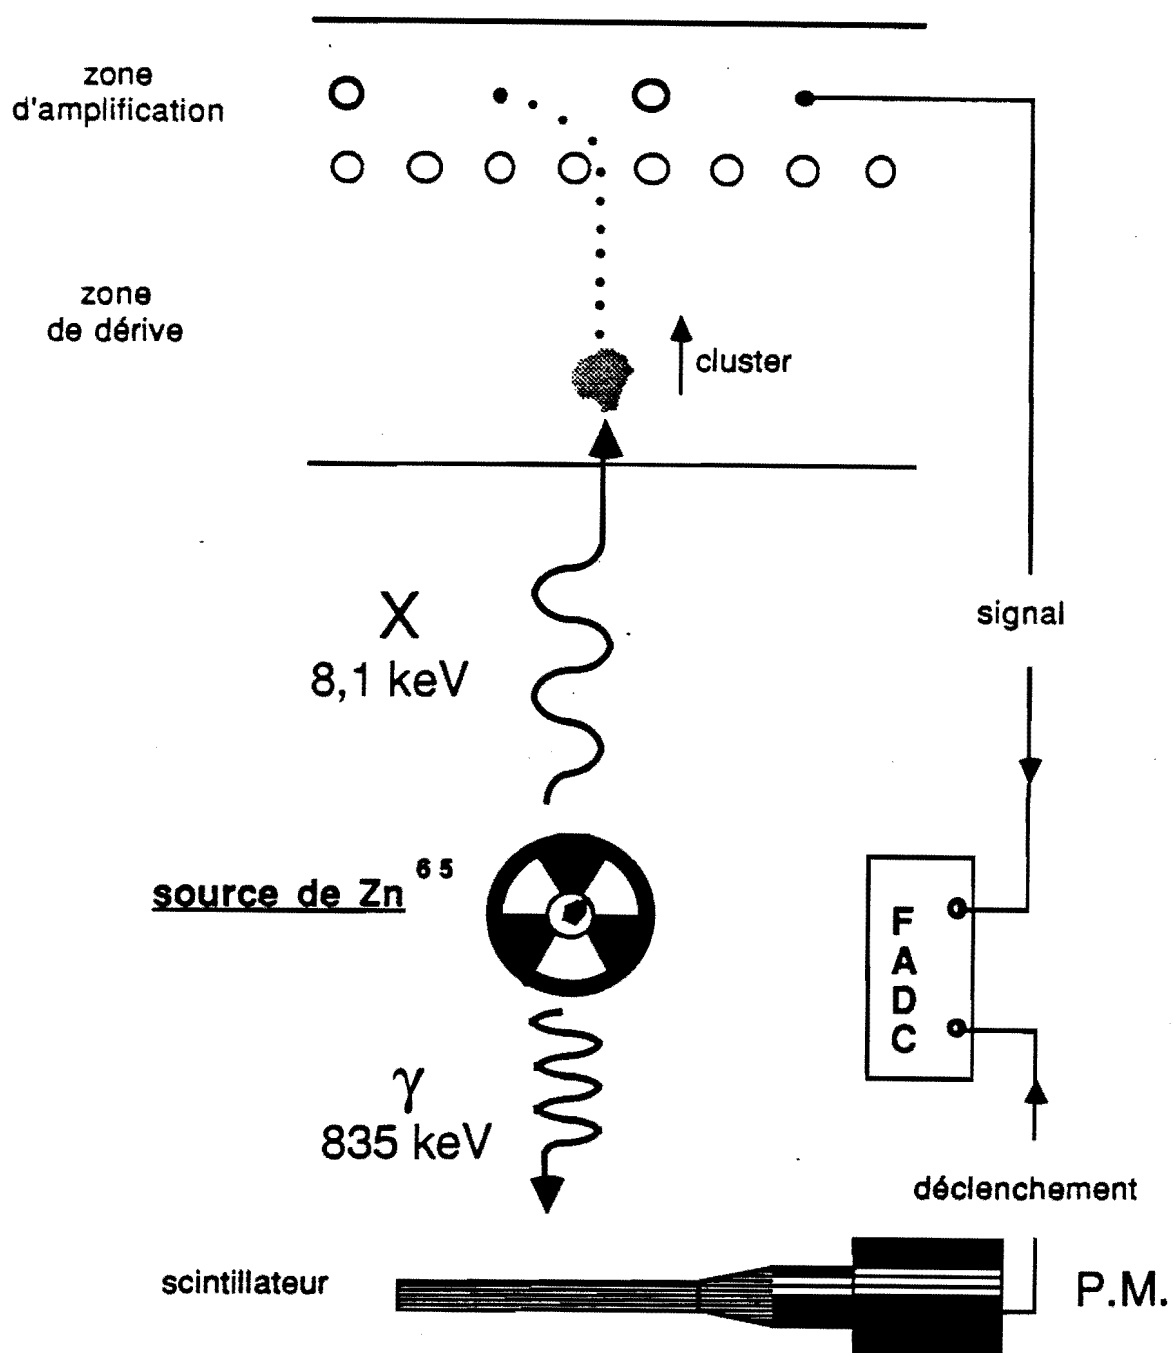 zone
d'amplification
zone
de dérive
cluster
X
8,1 keV
signal
source de Zn 65
F
A
D
C
γ
835 keV
déclenchement
scintillateur
P.M.